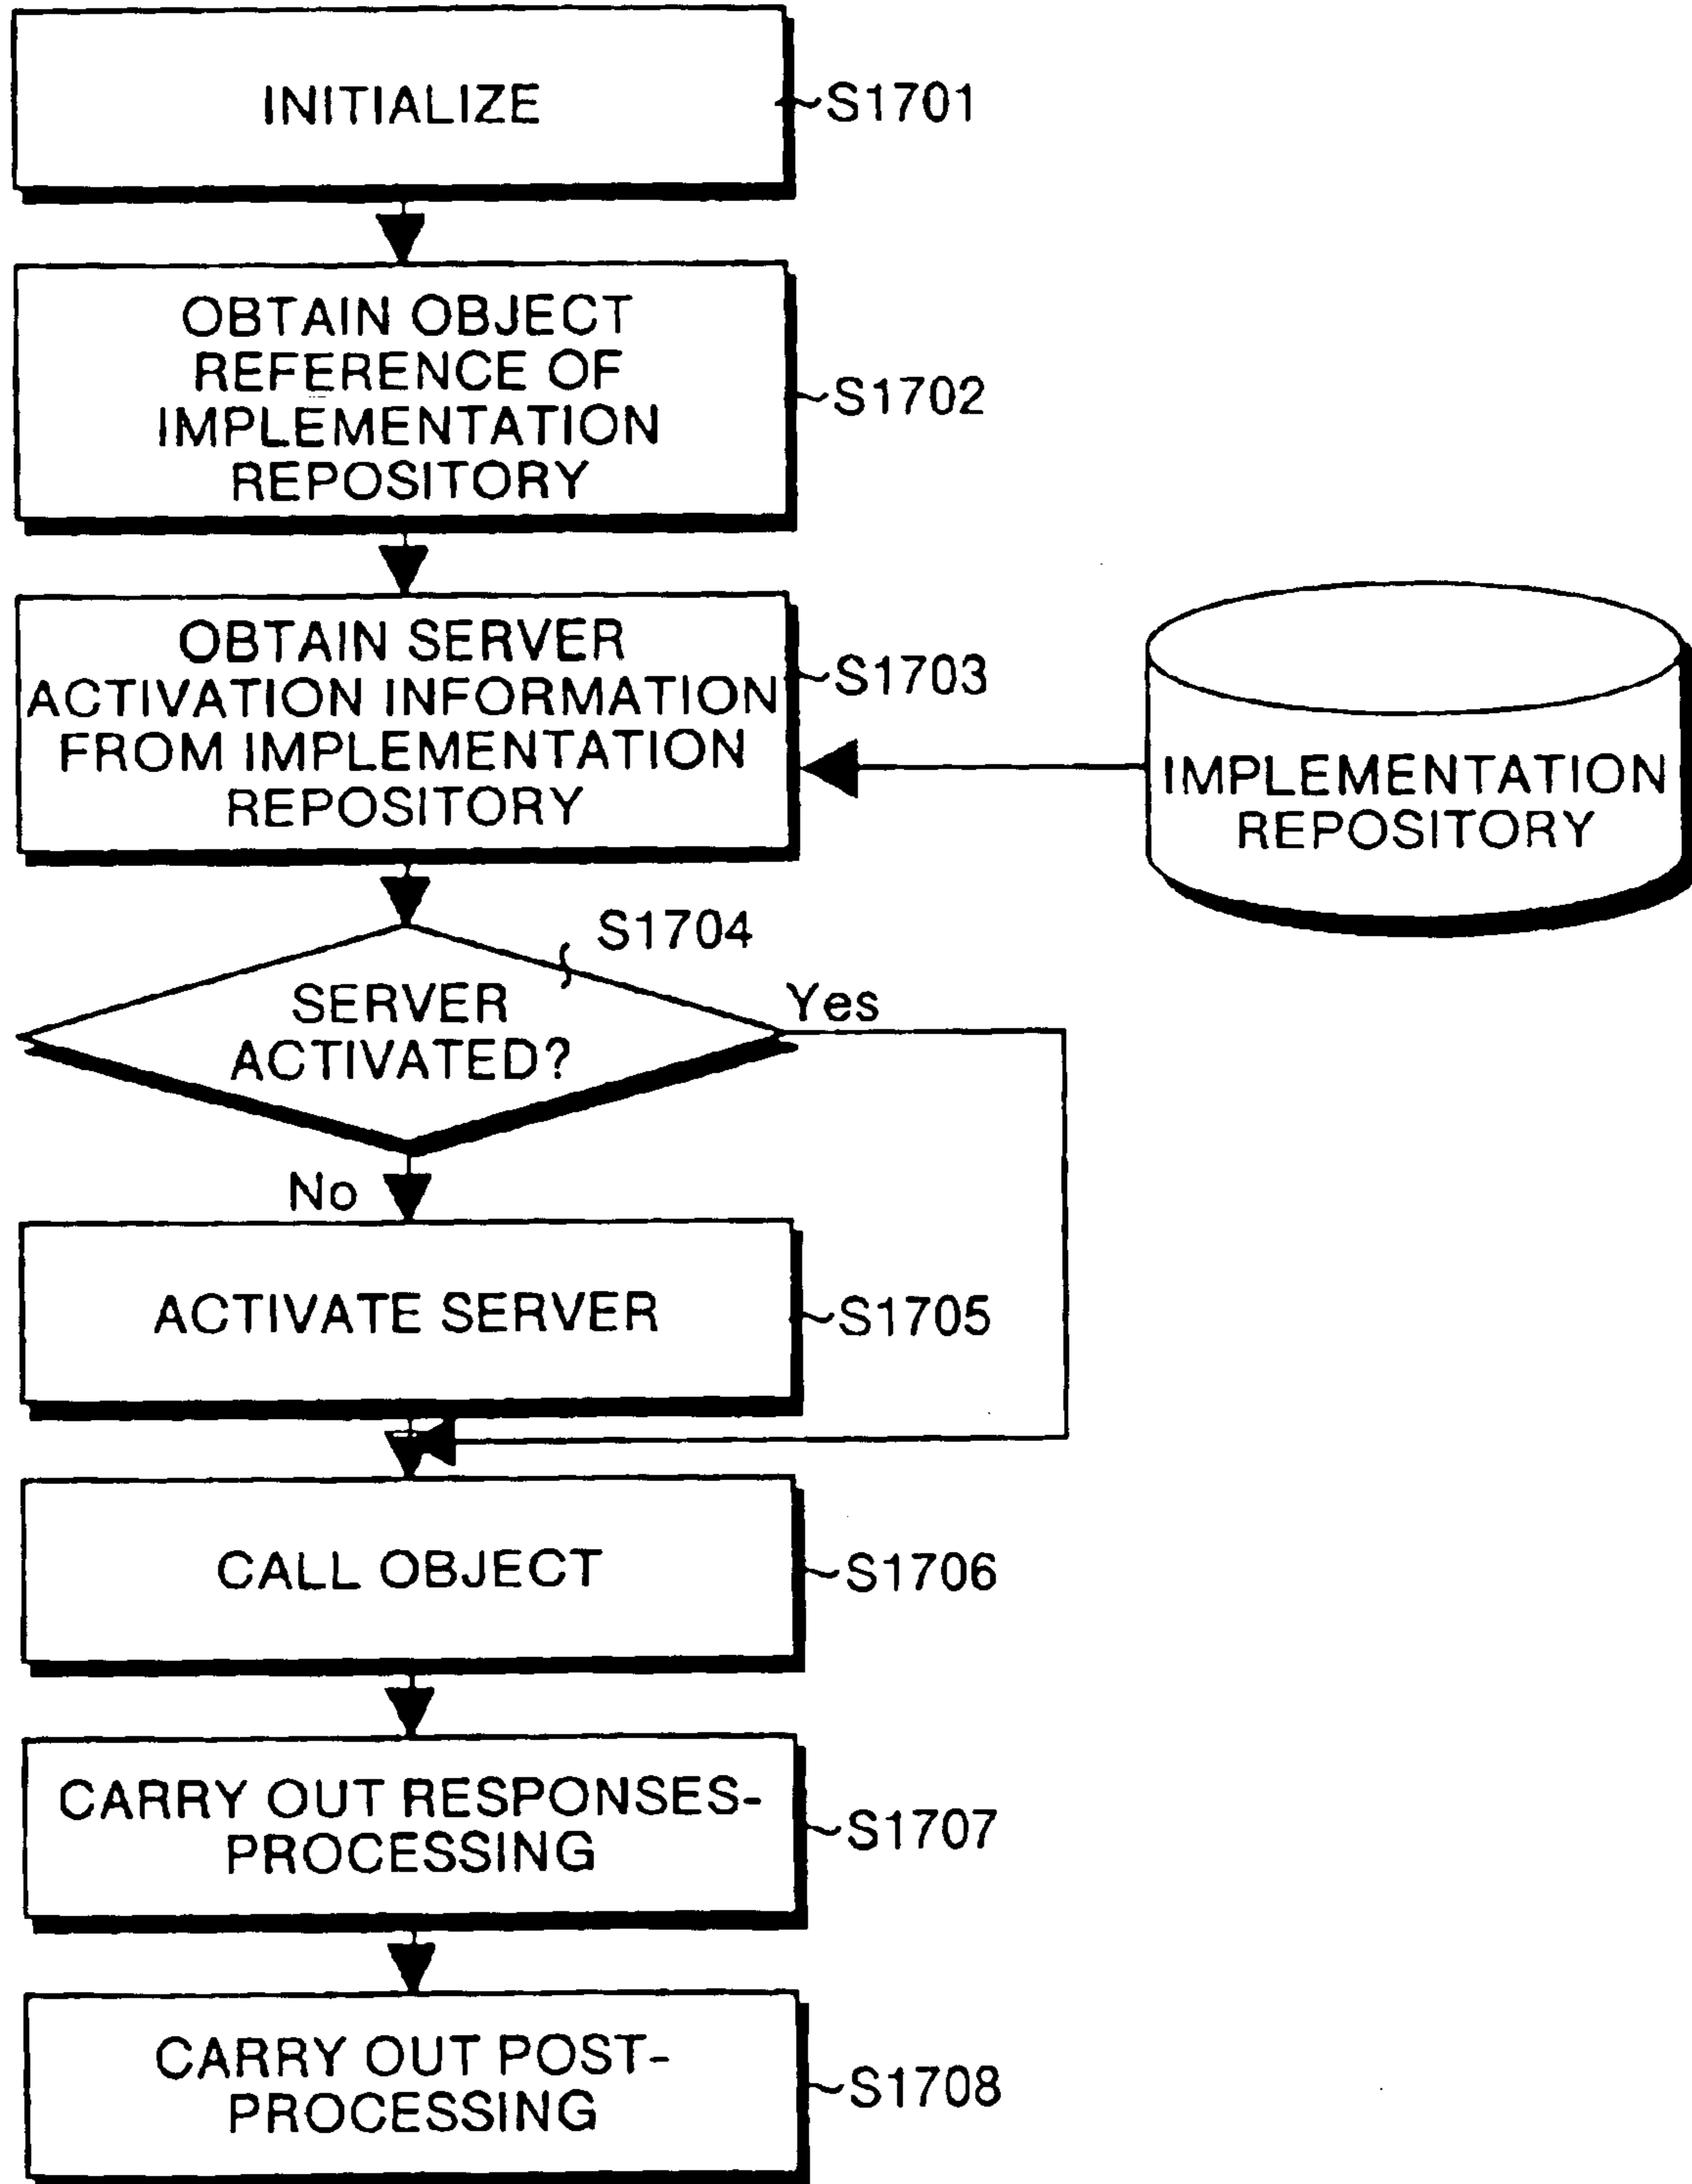 INITIALIZE
S1701
OBTAIN OBJECT
REFERENCE OF
IMPLEMENTATION
REPOSITORY
S1702
OBTAIN SERVER
ACTIVATION INFORMATION
FROM IMPLEMENTATION
REPOSITORY
S1703
IMPLEMENTATION
REPOSITORY
S1704
SERVER
ACTIVATED?
Yes
No
ACTIVATE SERVER
S1705
CALL OBJECT
S1706
CARRY OUT RESPONSES-
PROCESSING
S1707
CARRY OUT POST-
PROCESSING
S1708